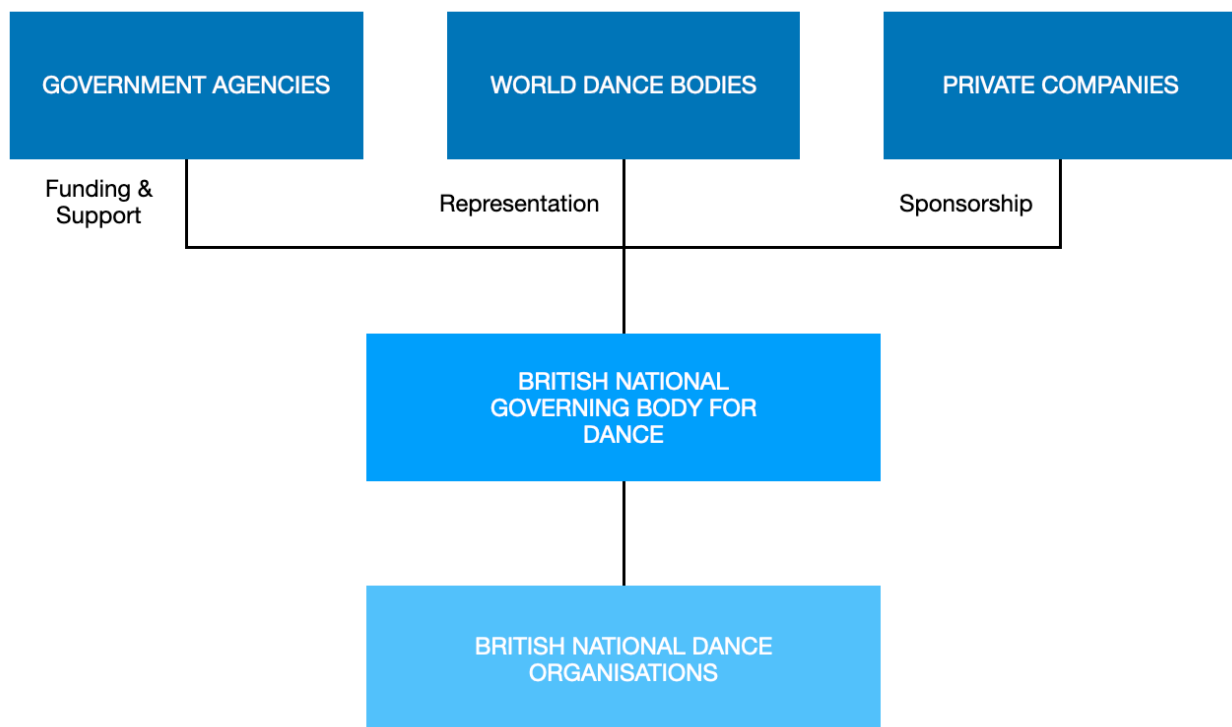 GOVERNMENT AGENCIES
WORLD DANCE BODIES
PRIVATE COMPANIES
Funding &
Support
Representation
Sponsorship
BRITISH NATIONAL
GOVERNING BODY FOR
DANCE
BRITISH NATIONAL DANCE
ORGANISATIONS